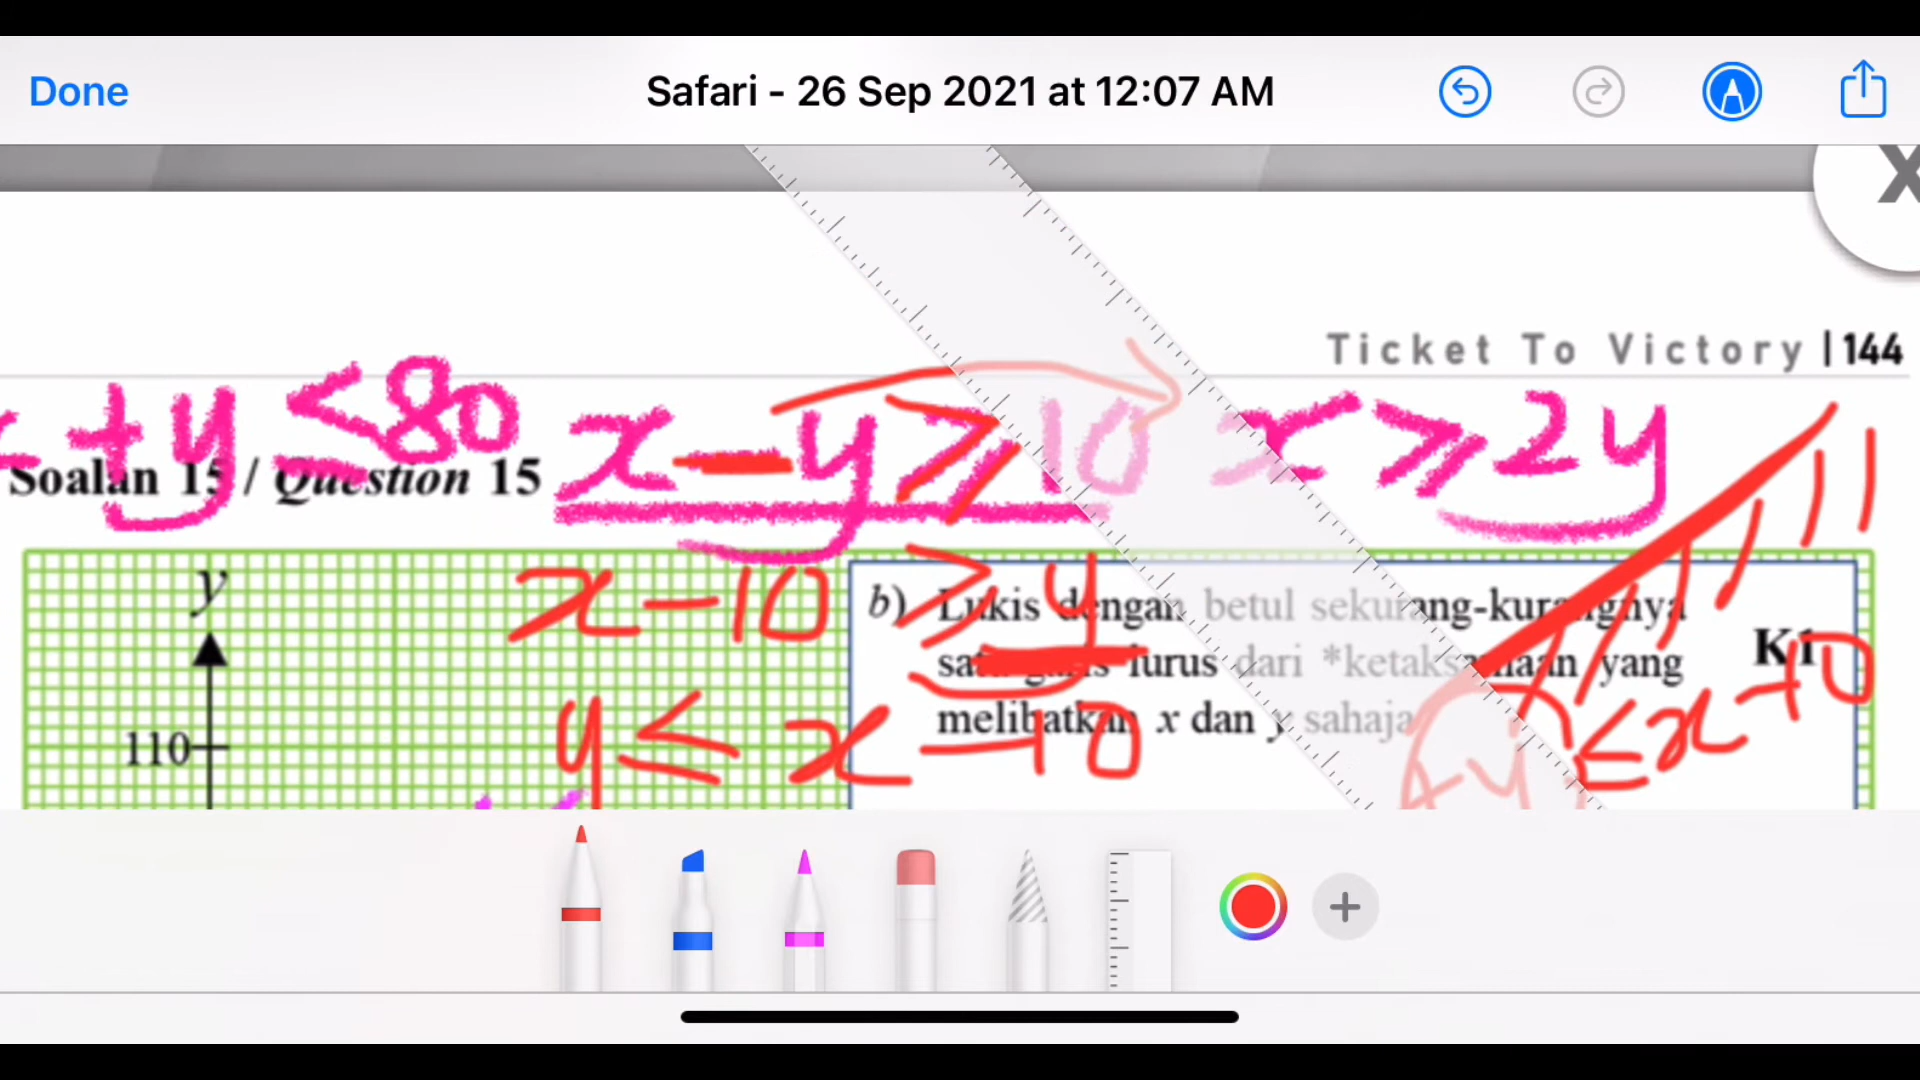 Done
Safari - 26 Sep 2021 at 12:07 AM
X
Ticket To Victory | 144
+y ≤ 80
x - y ≥ 10
x ≥ 2y
Soalan 15 / Question 15
y
x - 10 ≥ y
b) Lukis dengan betul sekurang-kurangnya
satu garis lurus dari *ketaksamaan yang
melibatkan x dan y sahaja
K1
y ≤ x - 10
≤ x + 10
110